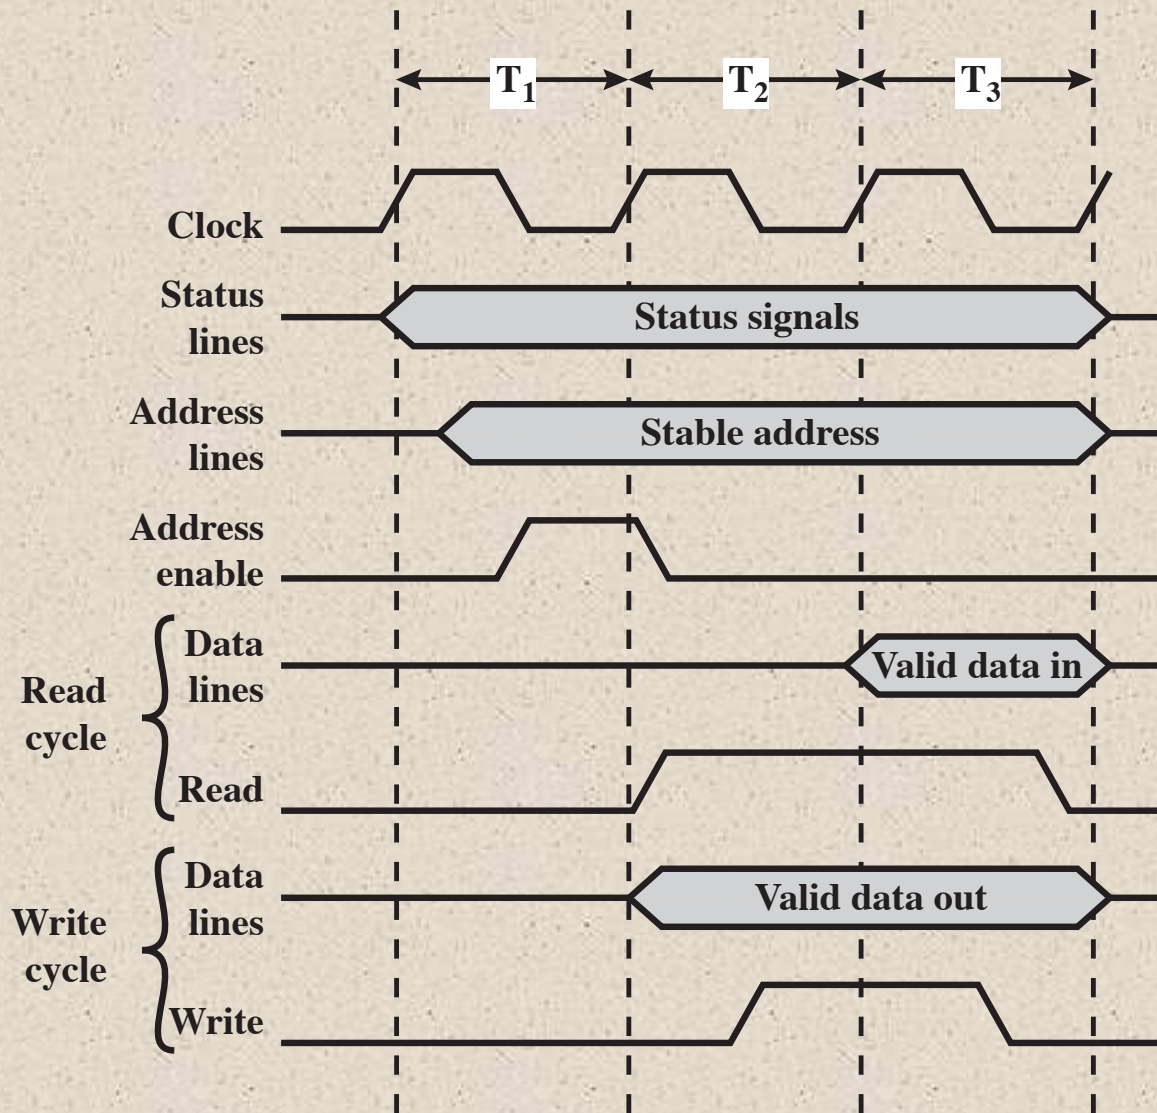 T1 T2 T3
Clock
Status
lines
Status signals
Address
lines
Stable address
Address
enable
Read
cycle
Data
lines
Valid data in
Read
Write
cycle
Data
lines
Valid data out
Write